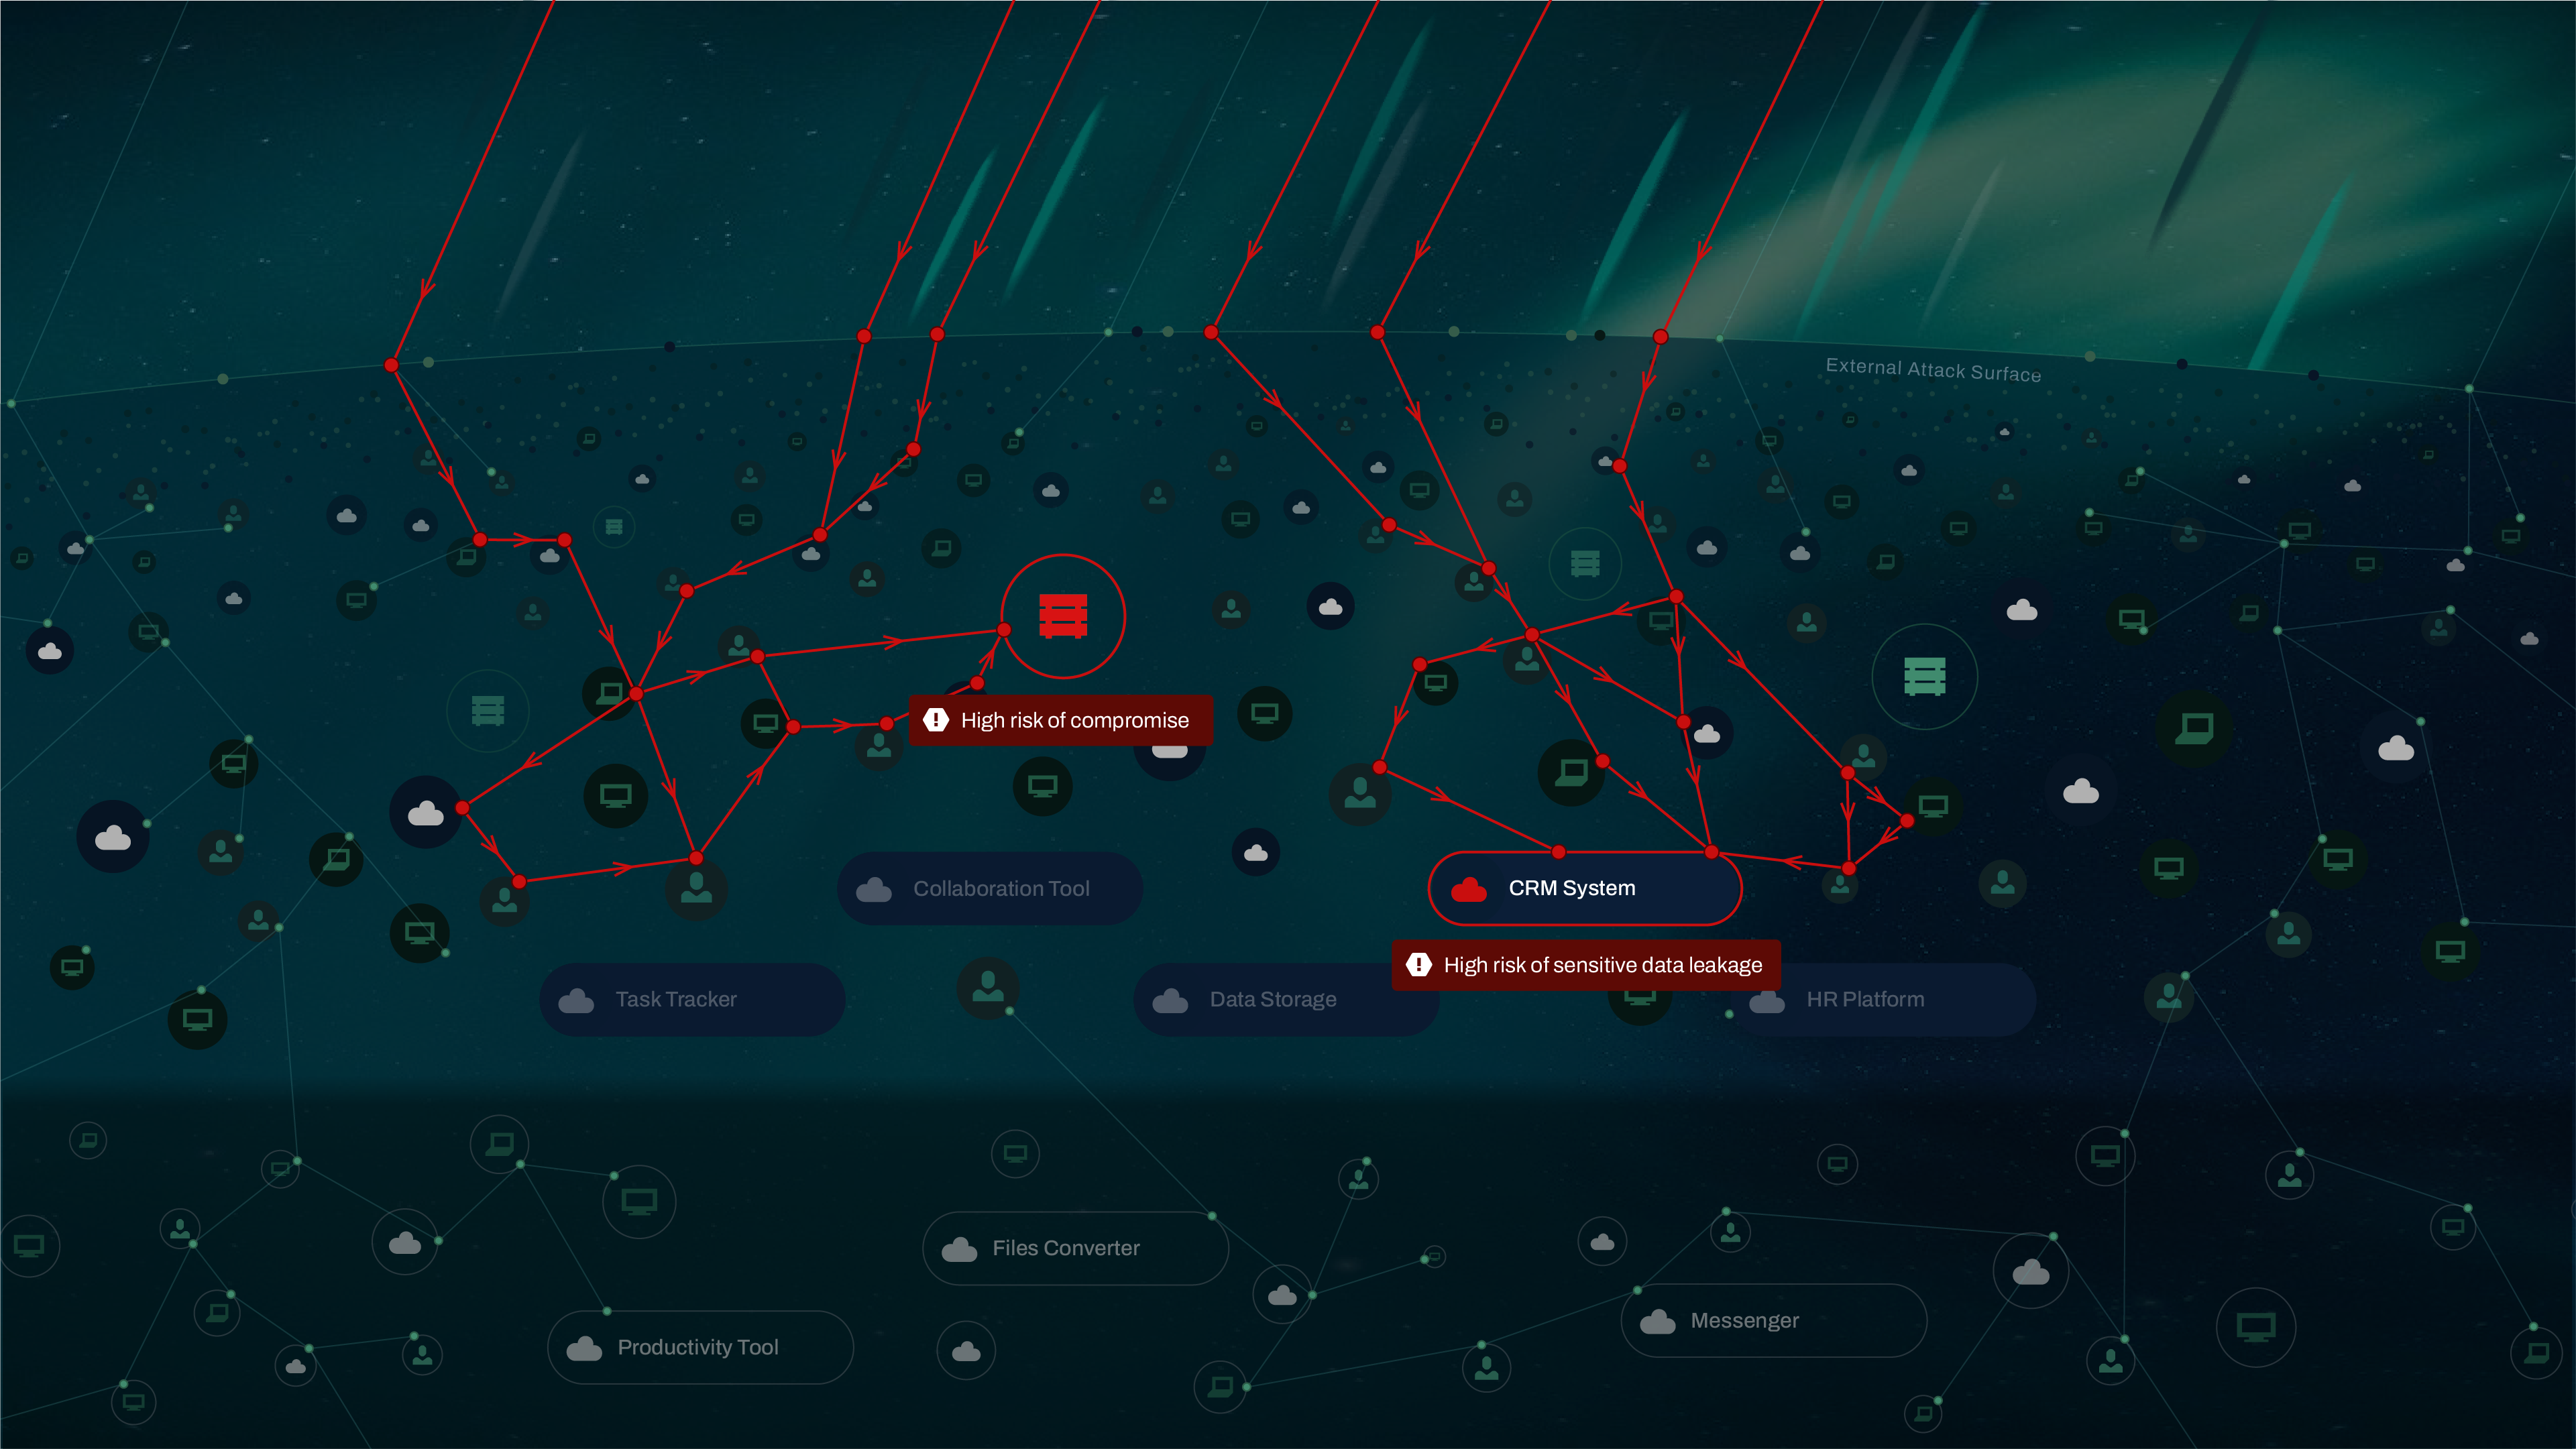 External Attack Surface
High risk of compromise
Collaboration Tool
CRM System
High risk of sensitive data leakage
Task Tracker
Data Storage
HR Platform
Files Converter
Messenger
Productivity Tool